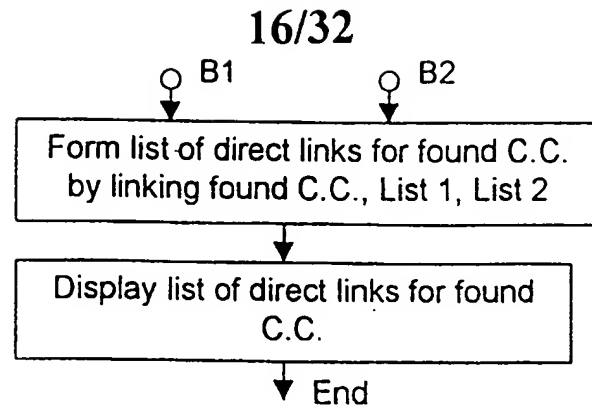 16/32
B1 B2
Form list of direct links for found C.C.
by linking found C.C., List 1, List 2
Display list of direct links for found
C.C.
End